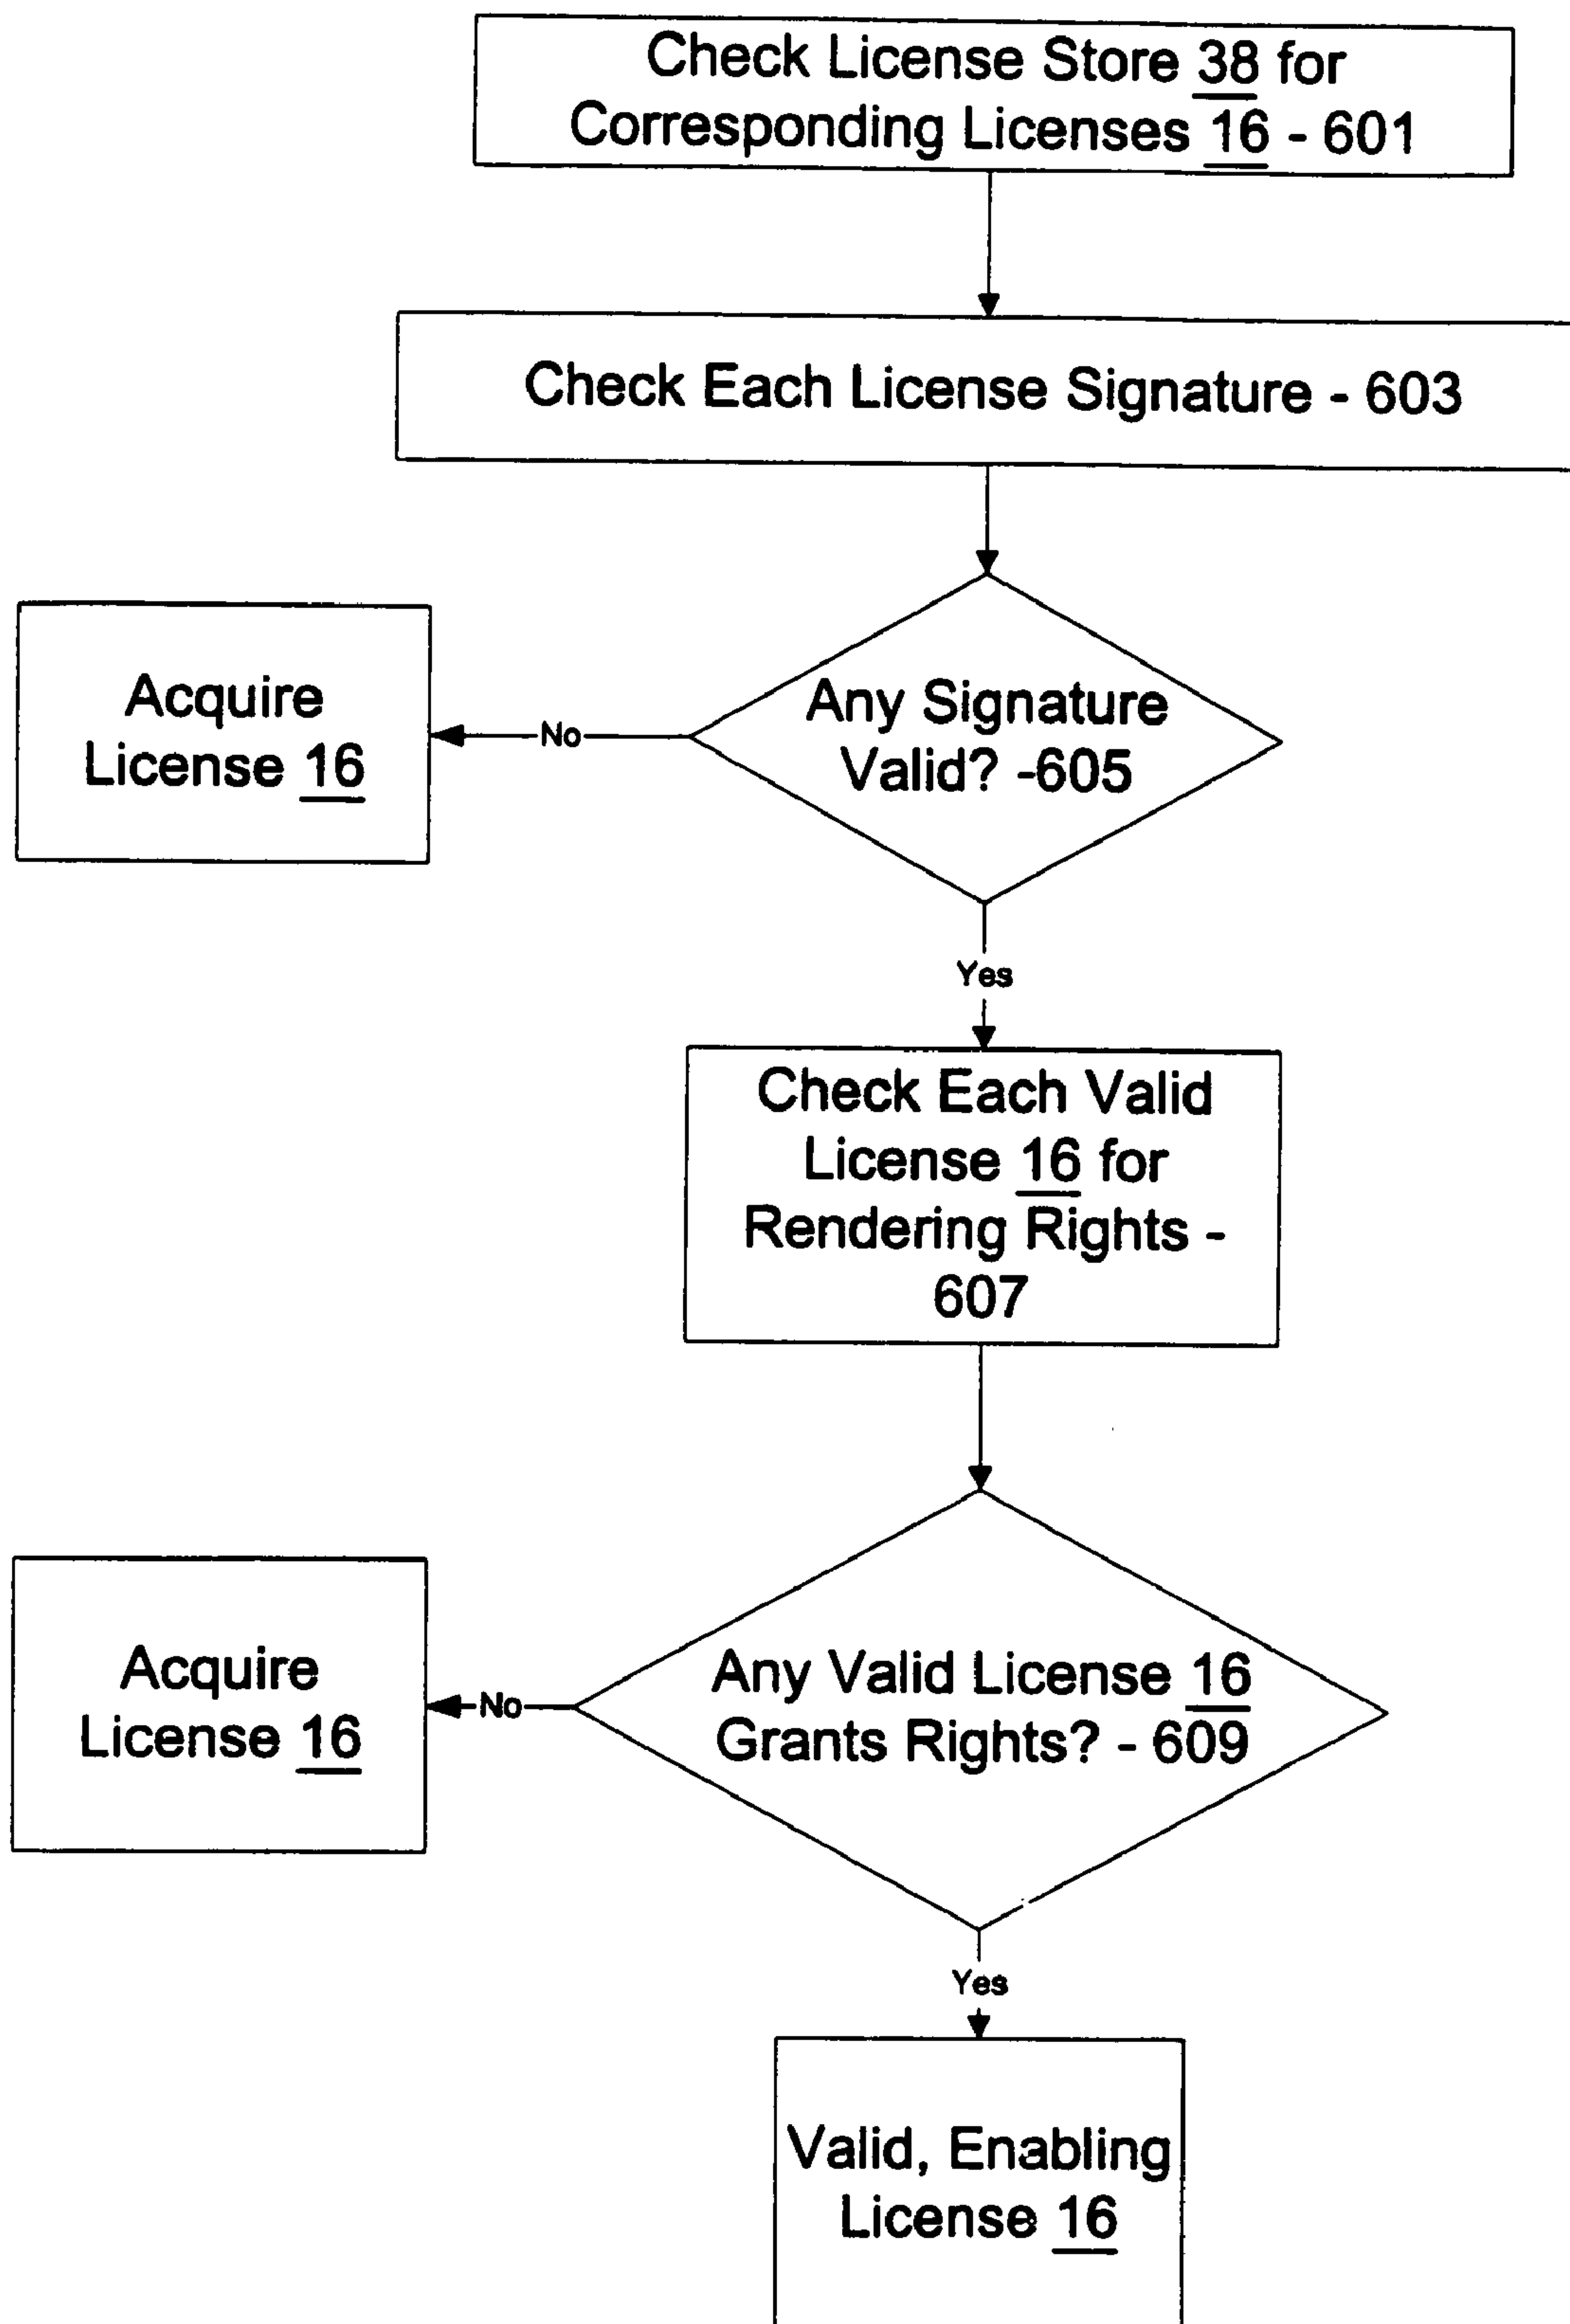 Check License Store 38 for
Corresponding Licenses 16 - 601
Check Each License Signature - 603
Any Signature
Valid? -605
No
Acquire
License 16
Yes
Check Each Valid
License 16 for
Rendering Rights -
607
Any Valid License 16
Grants Rights? - 609
No
Acquire
License 16
Yes
Valid, Enabling
License 16